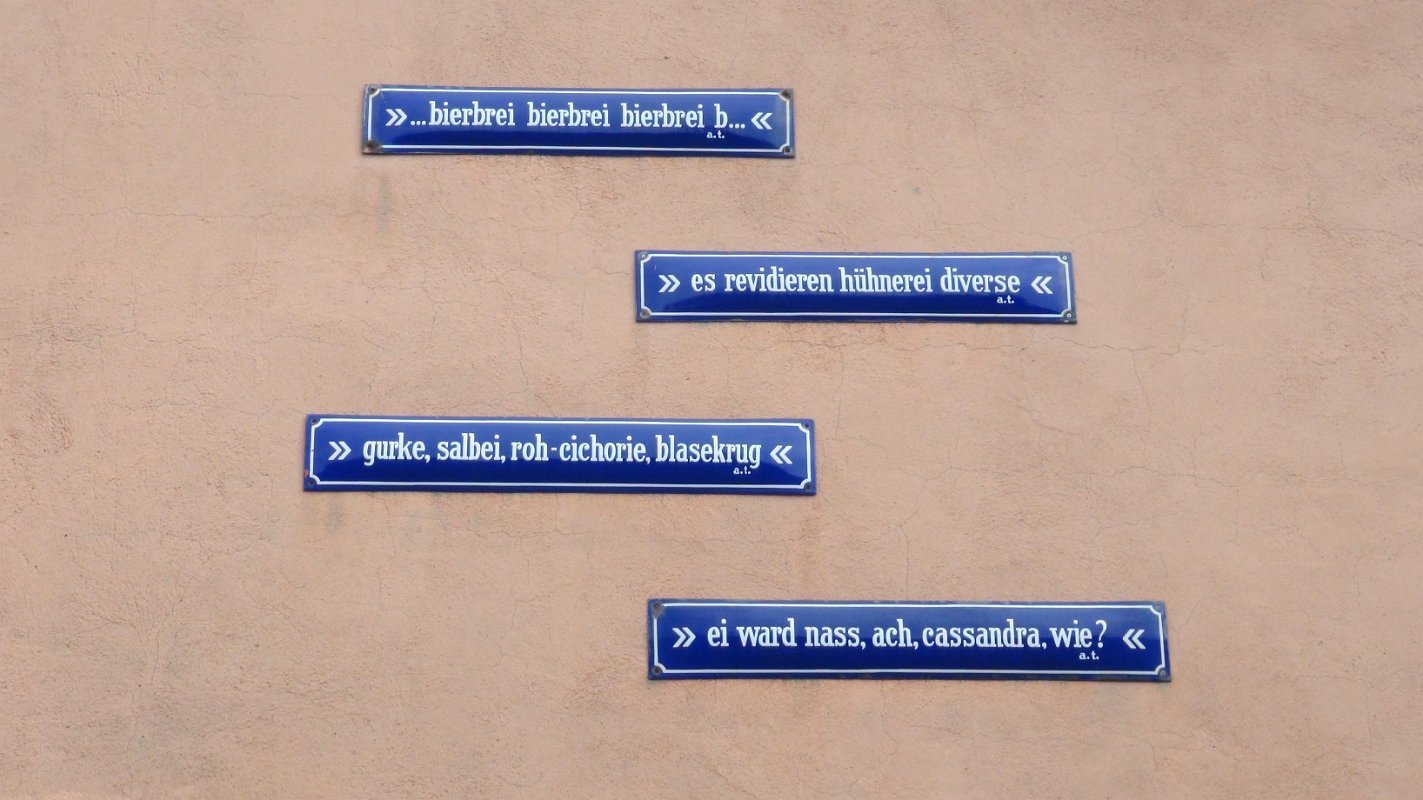 »...bierbrei bierbrei bierbrei b...«
a.t.
» es revidieren hühnerei diverse «
a.t.
» gurke, salbei, roh-cichorie, blasekrug «
a.t.
» ei ward nass, ach, cassandra, wie? «
a.t.